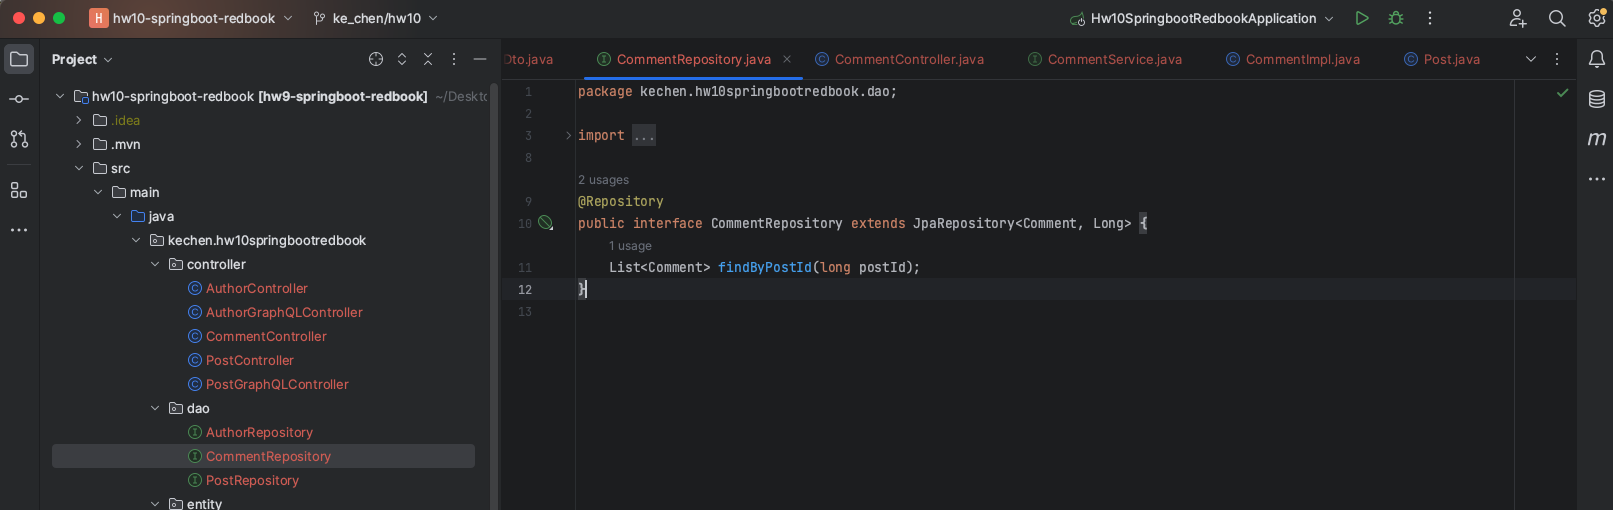 H hw10-springboot-redbook ke_chen/hw10 Hw10SpringbootRedbookApplication
Project
Dto.java CommentRepository.java CommentController.java CommentService.java CommentImpl.java Post.java
hw10-springboot-redbook [hw9-springboot-redbook] ~/Deskto
.idea
.mvn
src
main
java
kechen.hw10springbootredbook
controller
C AuthorController
C AuthorGraphQLController
C CommentController
C PostController
C PostGraphQLController
dao
I AuthorRepository
I CommentRepository
I PostRepository
entity
1 package kechen.hw10springbootredbook.dao;
2
3 import ...
8
2 usages
9 @Repository
10 public interface CommentRepository extends JpaRepository<Comment, Long> {
1 usage
11 List<Comment> findByPostId(long postId);
12 }
13
m